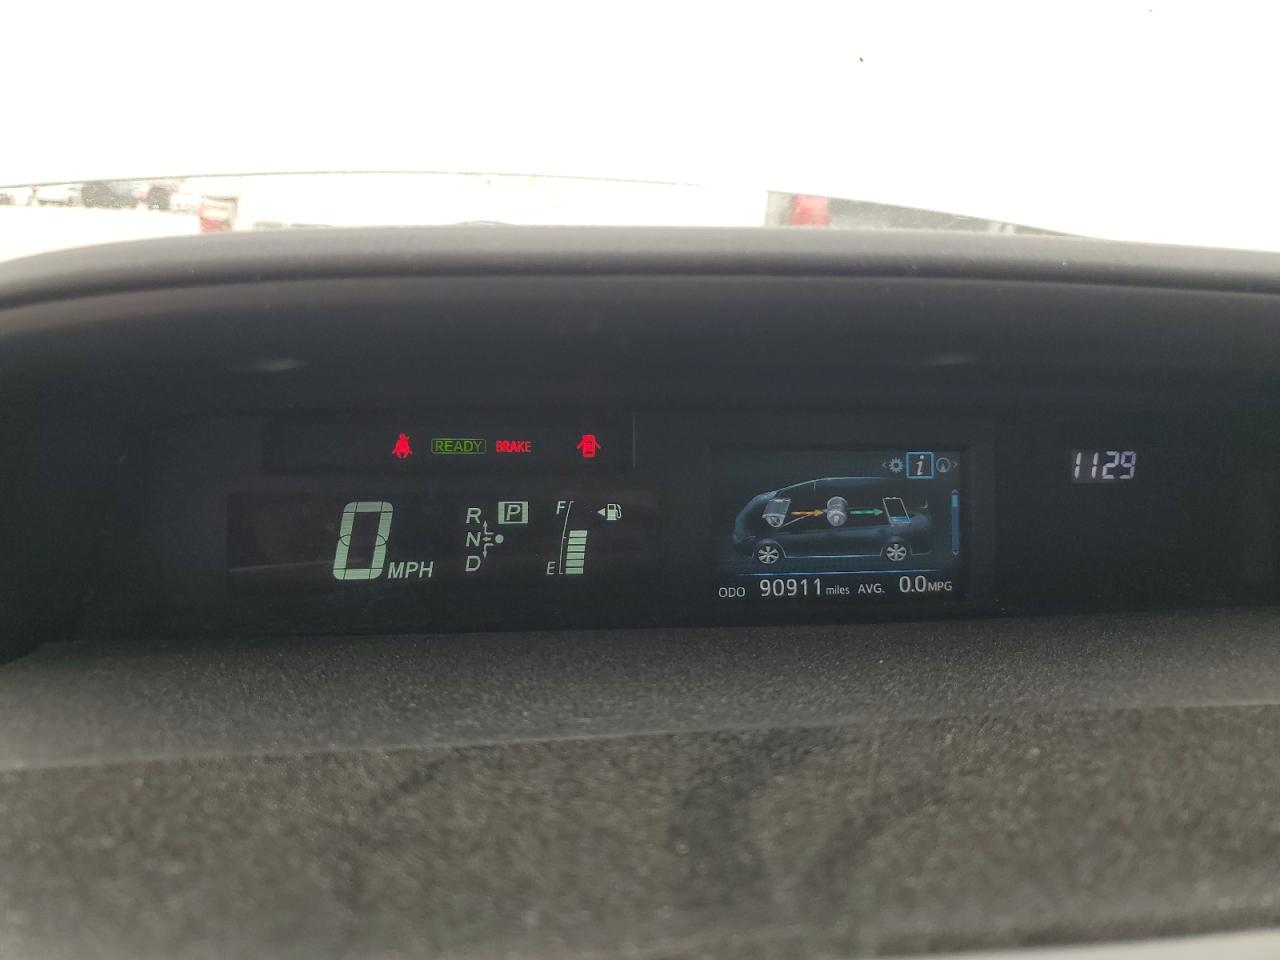 READY BRAKE
0 MPH
R P
N
D
F
E
i
ODO 90911 miles AVG. 0.0 MPG
1129